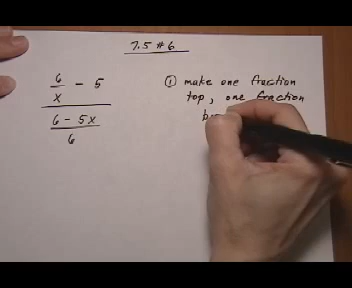 7.5 #6
6/x - 5
6 - 5x
6
① make one fraction
top, one fraction